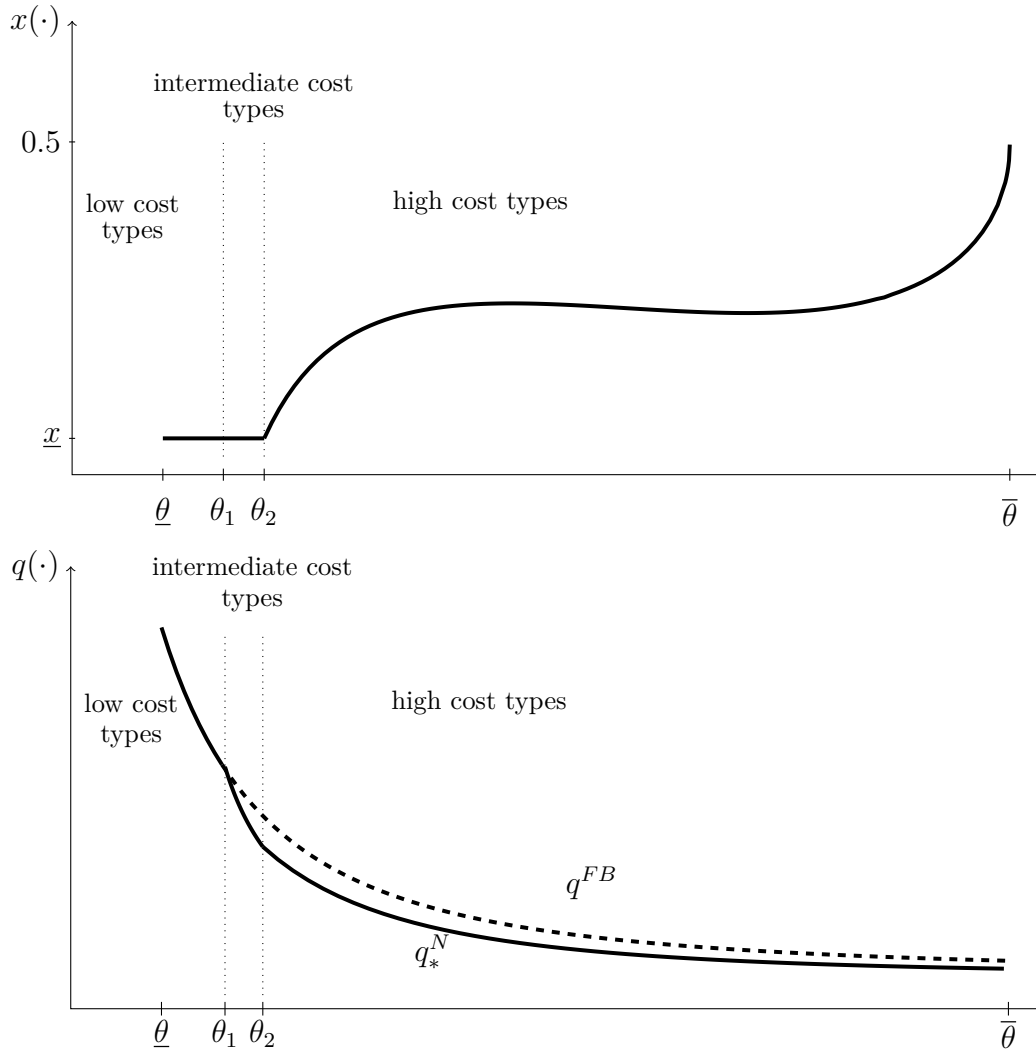 x(·)
intermediate cost
types
0.5
low cost
types
high cost types
x̲
θ̲ θ₁ θ₂ θ̅
q(·)
intermediate cost
types
low cost
types
high cost types
q^{FB}
q_*^N
θ̲ θ₁ θ₂ θ̅